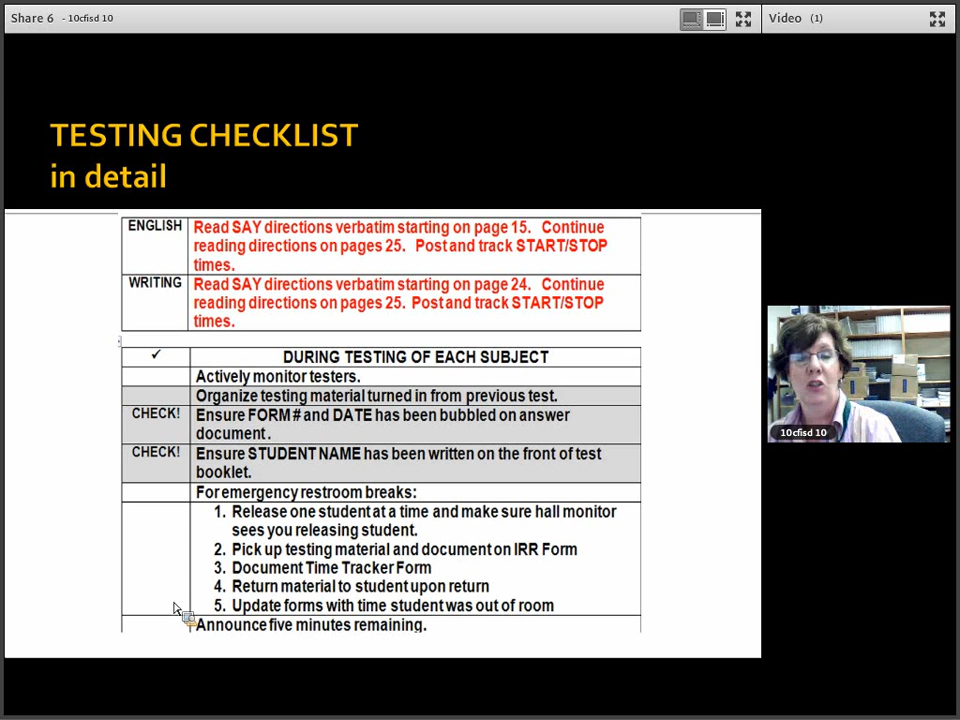 Share 6 - 10cfisd 10
Video (1)
TESTING CHECKLIST
in detail
ENGLISH Read SAY directions verbatim starting on page 15. Continue
reading directions on pages 25. Post and track START/STOP
times.
WRITING Read SAY directions verbatim starting on page 24. Continue
reading directions on pages 25. Post and track START/STOP
times.
✓ DURING TESTING OF EACH SUBJECT
Actively monitor testers.
Organize testing material turned in from previous test.
CHECK! Ensure FORM # and DATE has been bubbled on answer
document.
CHECK! Ensure STUDENT NAME has been written on the front of test
booklet.
For emergency restroom breaks:
1. Release one student at a time and make sure hall monitor
sees you releasing student.
2. Pick up testing material and document on IRR Form
3. Document Time Tracker Form
4. Return material to student upon return
5. Update forms with time student was out of room
Announce five minutes remaining.
10cfisd 10